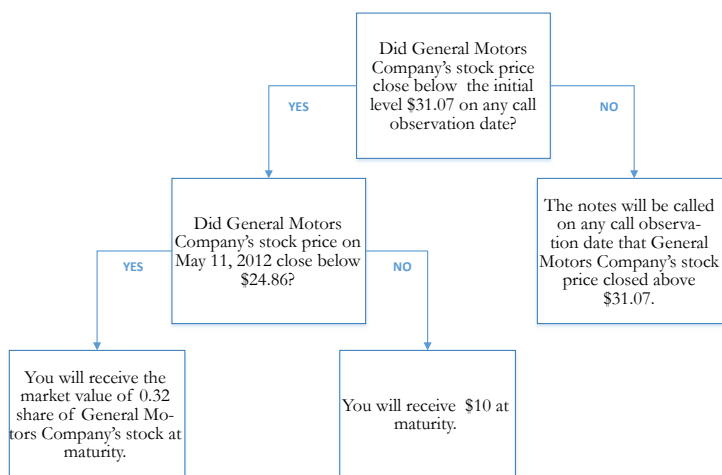 Did General Motors
Company's stock price
close below the initial
level $31.07 on any call
observation date?
YES
NO
Did General Motors
Company's stock price on
May 11, 2012 close below
$24.86?
The notes will be called
on any call observa-
tion date that General
Motors Company's stock
price closed above
$31.07.
YES
NO
You will receive the
market value of 0.32
share of General Mo-
tors Company's stock at
maturity.
You will receive $10 at
maturity.